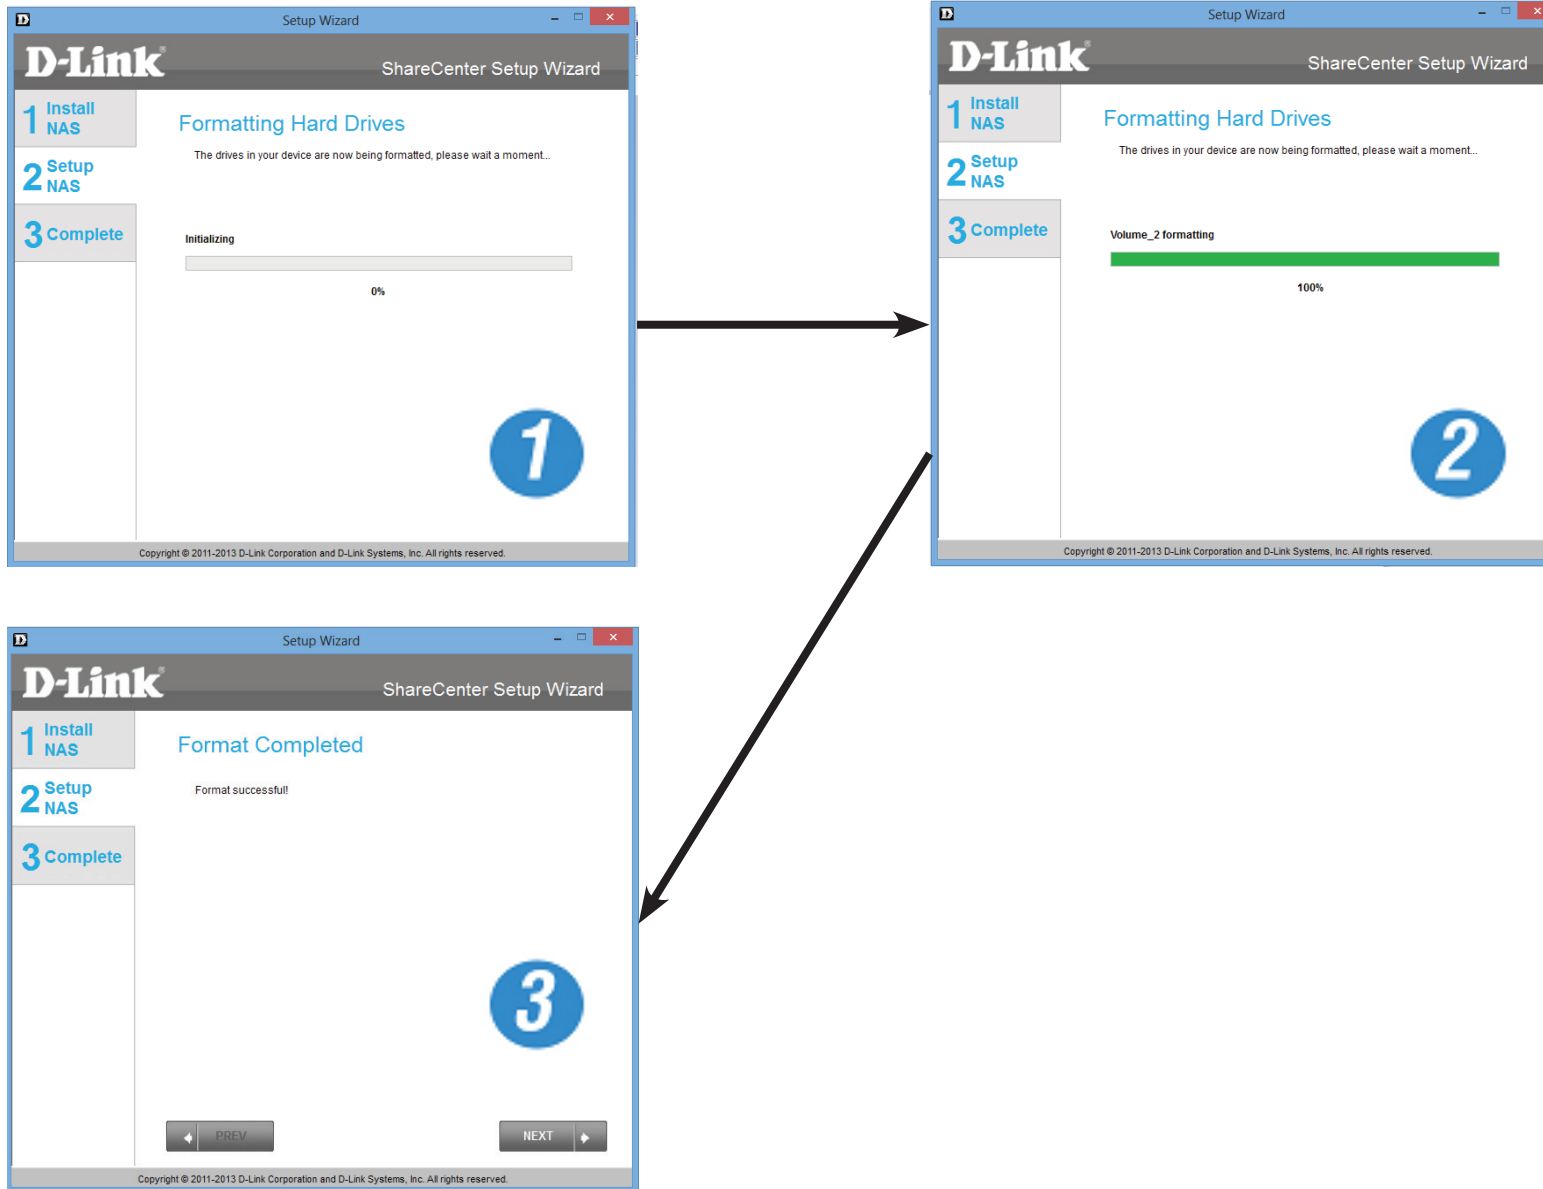 Setup Wizard
D-Link®
ShareCenter Setup Wizard
1 Install
NAS
2 Setup
NAS
3 Complete
Formatting Hard Drives
The drives in your device are now being formatted, please wait a moment...
Initializing
0%
1
Copyright © 2011-2013 D-Link Corporation and D-Link Systems, Inc. All rights reserved.
Setup Wizard
D-Link
ShareCenter Setup Wizard
1 Install
NAS
2 Setup
NAS
3 Complete
Formatting Hard Drives
The drives in your device are now being formatted, please wait a moment...
Volume_2 formatting
100%
2
Copyright © 2011-2013 D-Link Corporation and D-Link Systems, Inc. All rights reserved.
Setup Wizard
D-Link®
ShareCenter Setup Wizard
1 Install
NAS
2 Setup
NAS
3 Complete
Format Completed
Format successful!
3
PREV
NEXT
Copyright © 2011-2013 D-Link Corporation and D-Link Systems, Inc. All rights reserved.